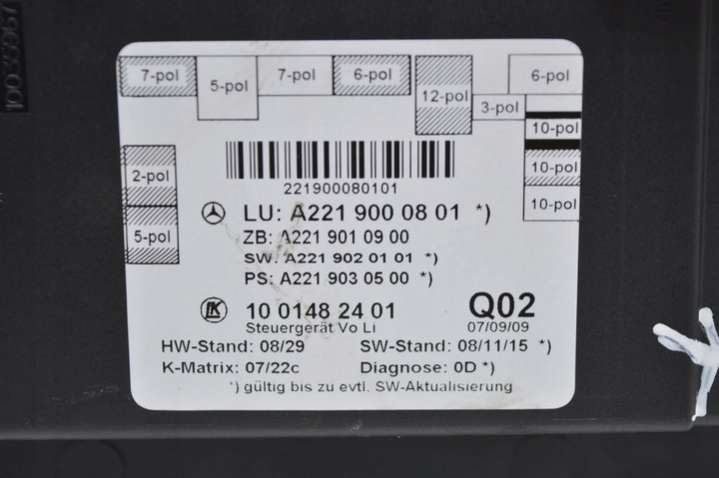 10033957
7-pol 5-pol 7-pol 6-pol 12-pol 3-pol 6-pol
10-pol
10-pol
10-pol
2-pol
5-pol
221900080101
LU: A221 900 08 01 *)
ZB: A221 901 09 00
SW: A221 902 01 01 *)
PS: A221 903 05 00 *)
LK 10 0148 24 01 Q02
Steuergerät Vo Li 07/09/09
HW-Stand: 08/29 SW-Stand: 08/11/15 *)
K-Matrix: 07/22c Diagnose: 0D *)
*) gültig bis zu evtl. SW-Aktualisierung